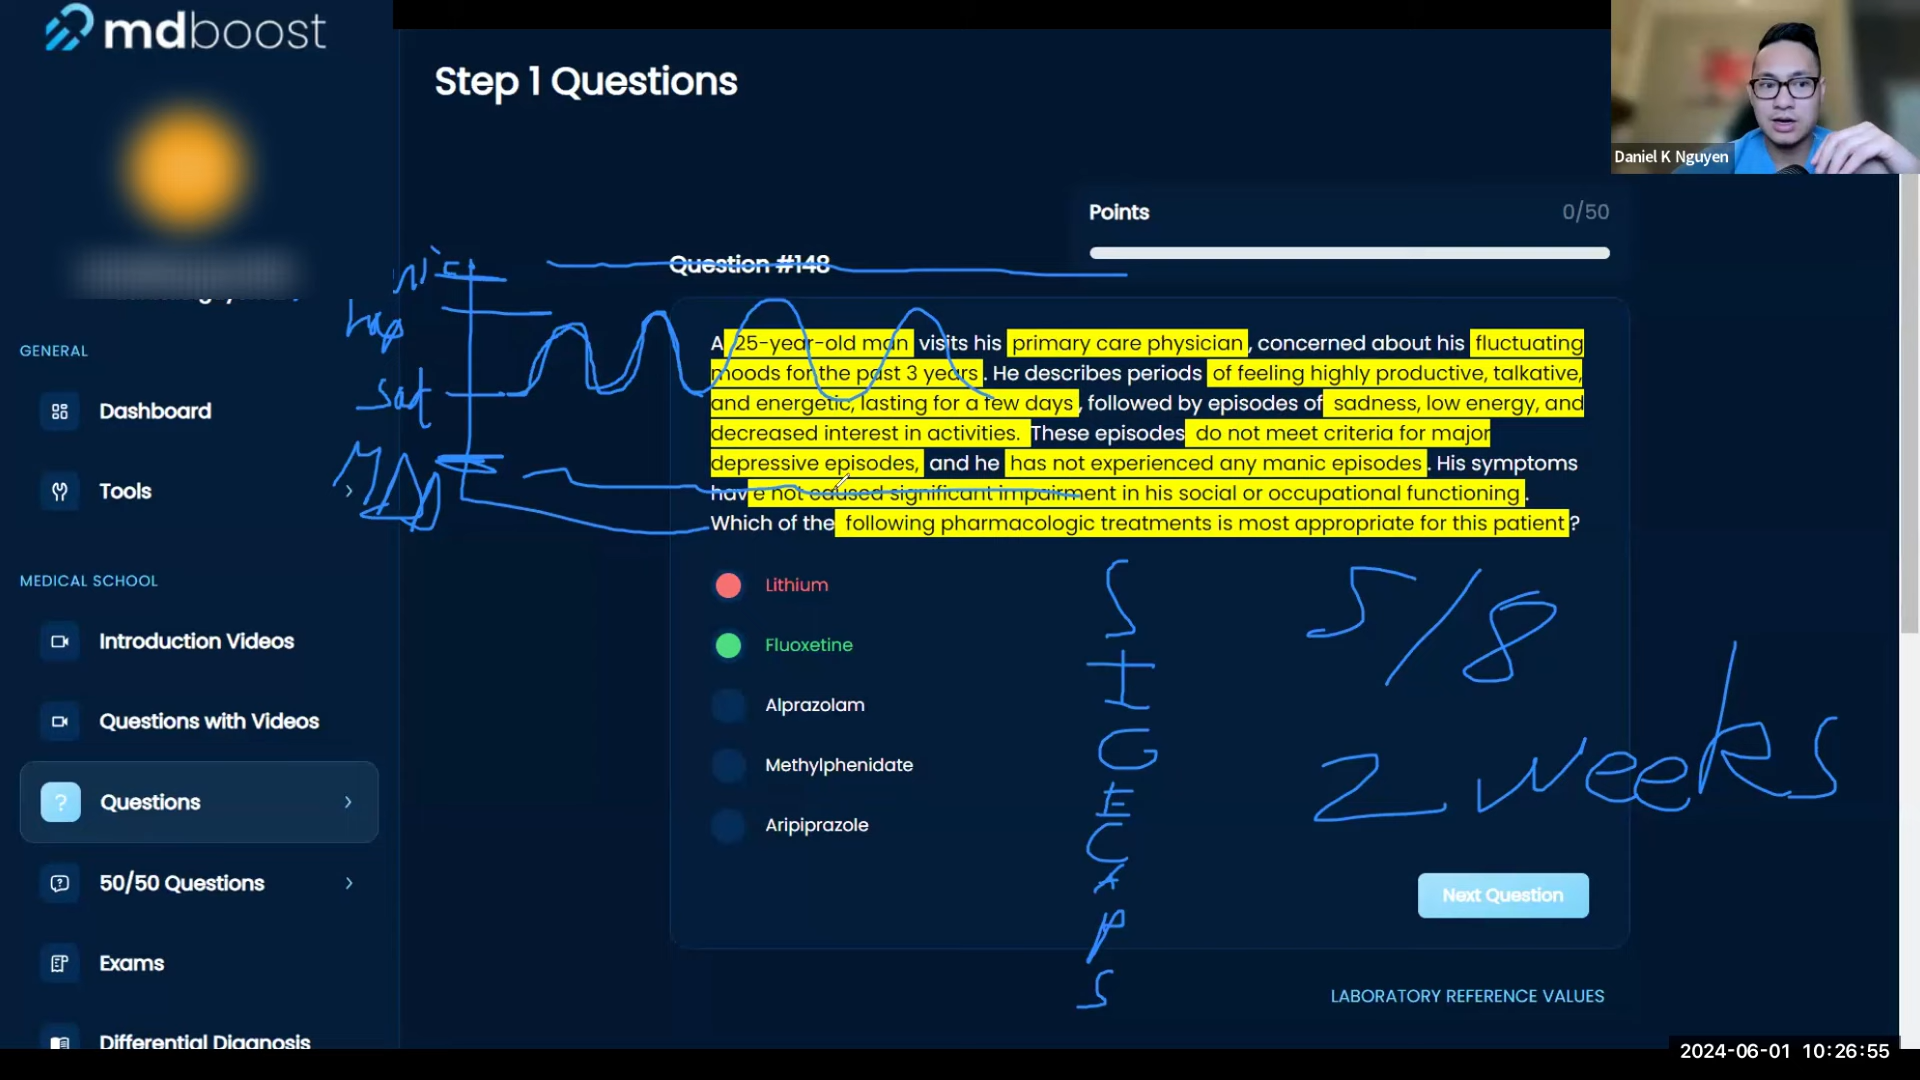 mdboost
Step 1 Questions
Daniel K Nguyen
Points
0/50
Question #148
GENERAL
Dashboard
Tools
MEDICAL SCHOOL
Introduction Videos
Questions with Videos
Questions
50/50 Questions
Exams
Differential Diagnosis
sad
A 25-year-old man visits his primary care physician, concerned about his fluctuating
moods for the past 3 years. He describes periods of feeling highly productive, talkative,
and energetic, lasting for a few days, followed by episodes of sadness, low energy, and
decreased interest in activities. These episodes do not meet criteria for major
depressive episodes, and he has not experienced any manic episodes. His symptoms
have not caused significant impairment in his social or occupational functioning.
Which of the following pharmacologic treatments is most appropriate for this patient?
Lithium
Fluoxetine
Alprazolam
Methylphenidate
Aripiprazole
S
I
G
E
C
A
P
S
5/8
2 weeks
Next Question
LABORATORY REFERENCE VALUES
2024-06-01 10:26:55